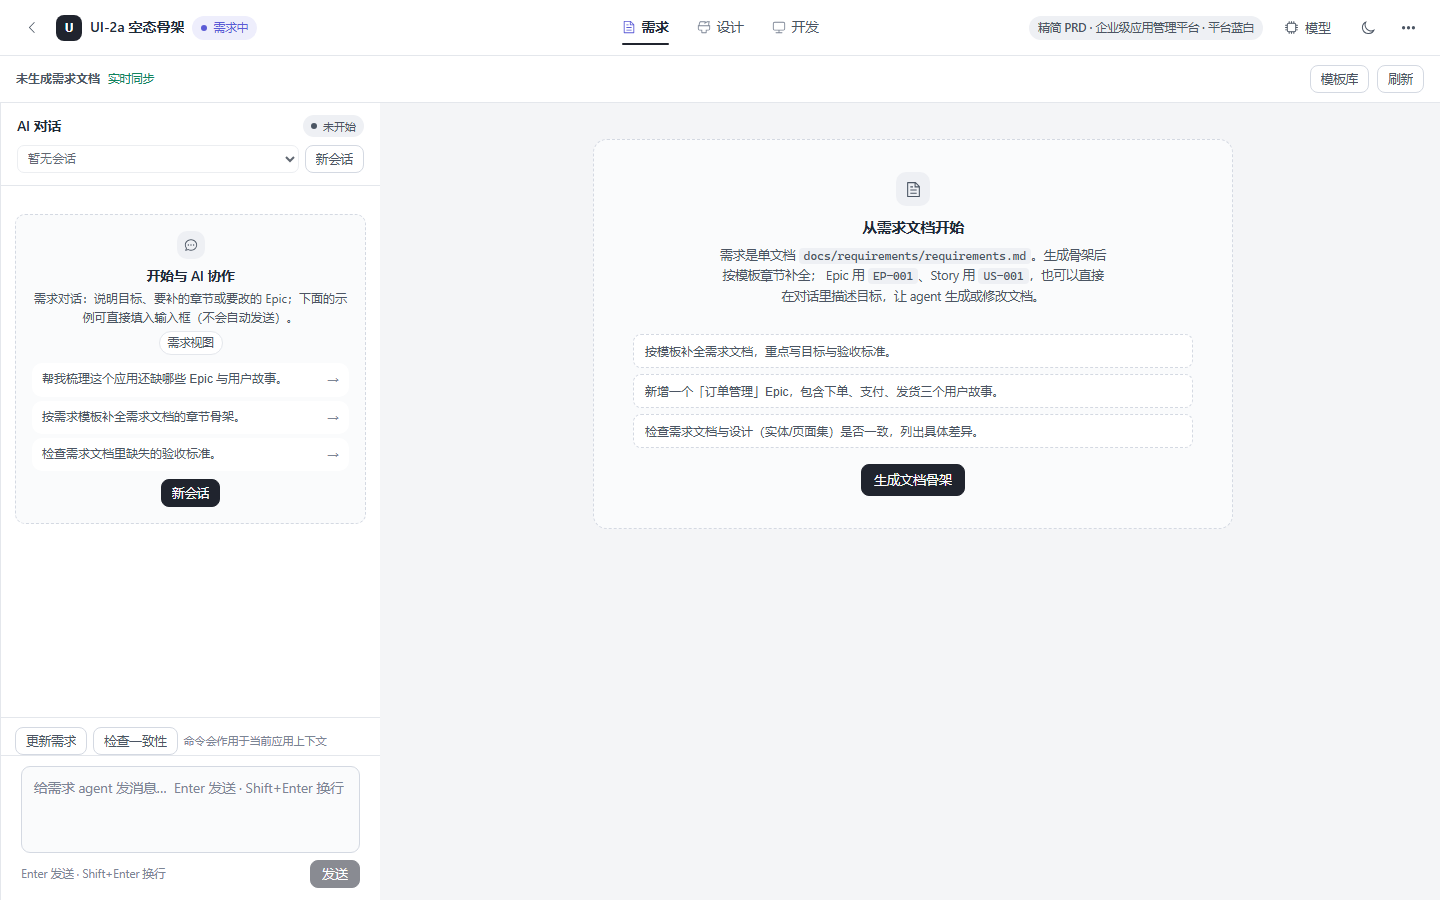 U UI-2a 空态骨架 需求中 需求 设计 开发 精简 PRD · 企业级应用管理平台 · 平台蓝白 模型
未生成需求文档 实时同步 模板库 刷新
AI 对话 未开始
暂无会话 新会话
开始与 AI 协作
需求对话：说明目标、要补的章节或要改的 Epic；下面的示
例可直接填入输入框（不会自动发送）。
需求视图
帮我梳理这个应用还缺哪些 Epic 与用户故事。 →
按需求模板补全需求文档的章节骨架。 →
检查需求文档里缺失的验收标准。 →
新会话
从需求文档开始
需求是单文档 docs/requirements/requirements.md 。生成骨架后
按模板章节补全； Epic 用 EP-001 、Story 用 US-001 ，也可以直接
在对话里描述目标，让 agent 生成或修改文档。
按模板补全需求文档，重点写目标与验收标准。
新增一个「订单管理」Epic，包含下单、支付、发货三个用户故事。
检查需求文档与设计（实体/页面集）是否一致，列出具体差异。
生成文档骨架
更新需求 检查一致性 命令会作用于当前应用上下文
给需求 agent 发消息… Enter 发送 · Shift+Enter 换行
Enter 发送 · Shift+Enter 换行 发送